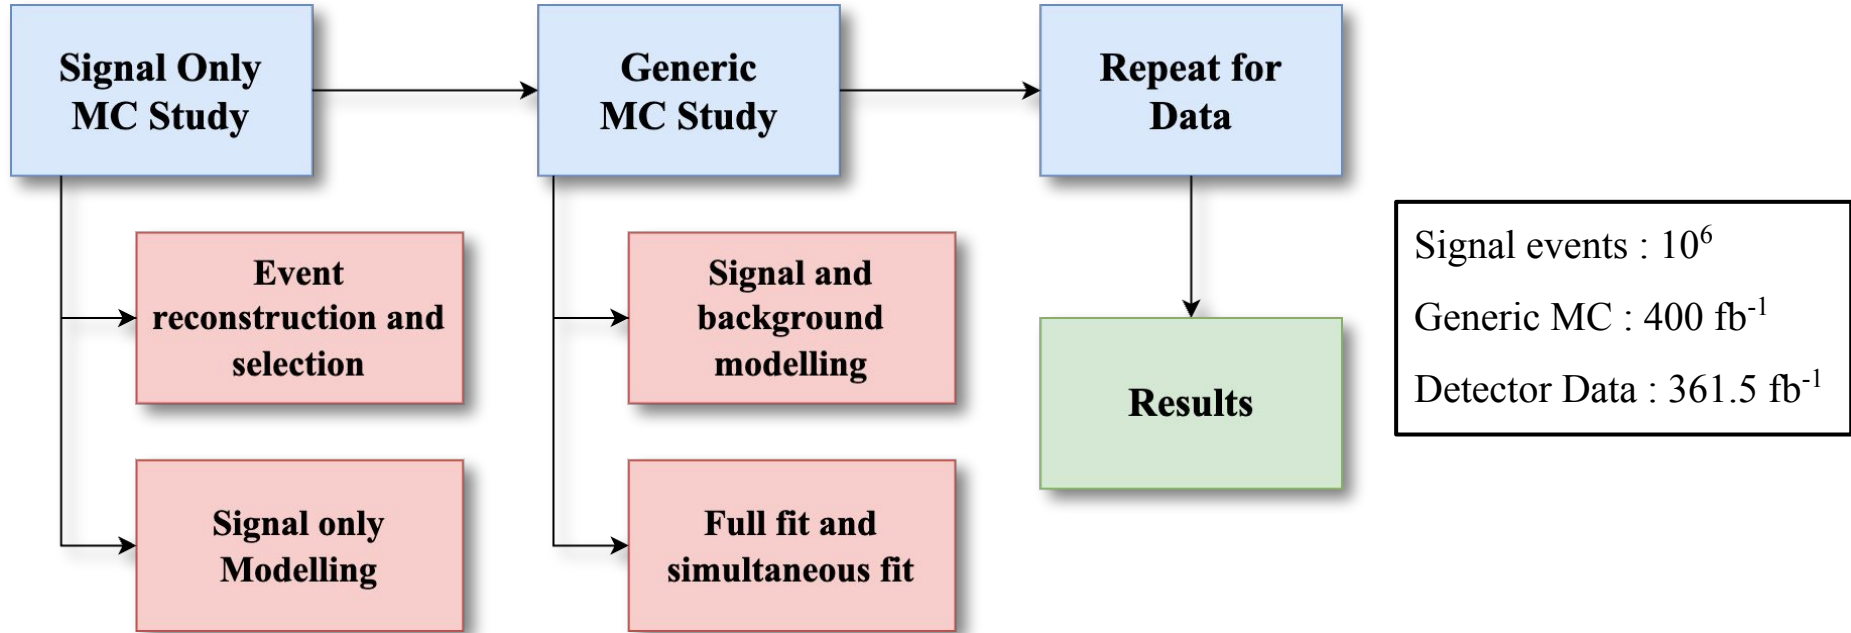 Signal Only
MC Study
Generic
MC Study
Repeat for
Data
Event
reconstruction and
selection
Signal and
background
modelling
Signal only
Modelling
Full fit and
simultaneous fit
Results
Signal events : 10⁶
Generic MC : 400 fb⁻¹
Detector Data : 361.5 fb⁻¹